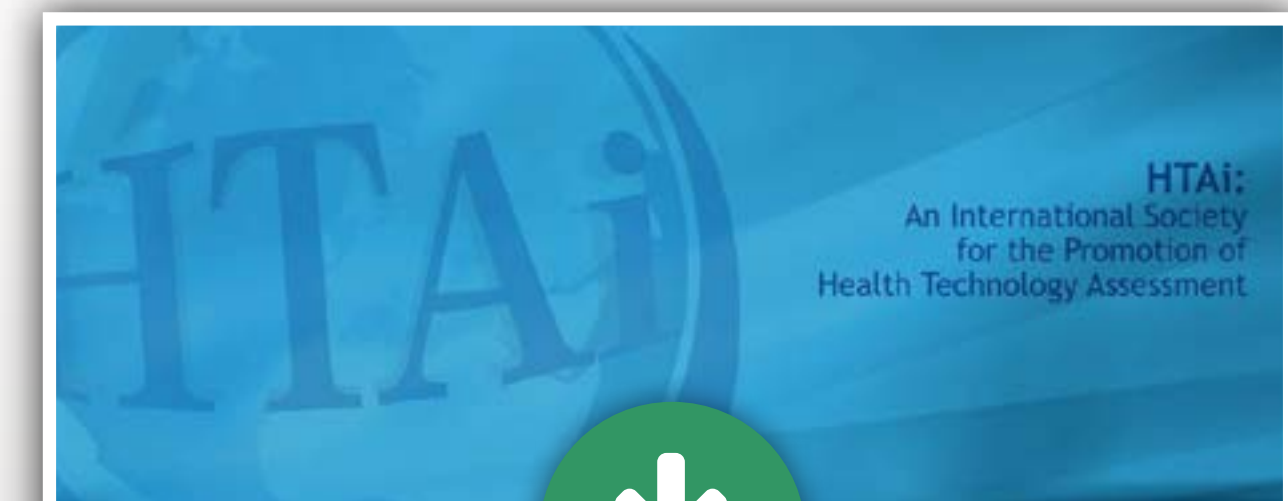 HTAi
HTAi:
An International Society
for the Promotion of
Health Technology Assessment